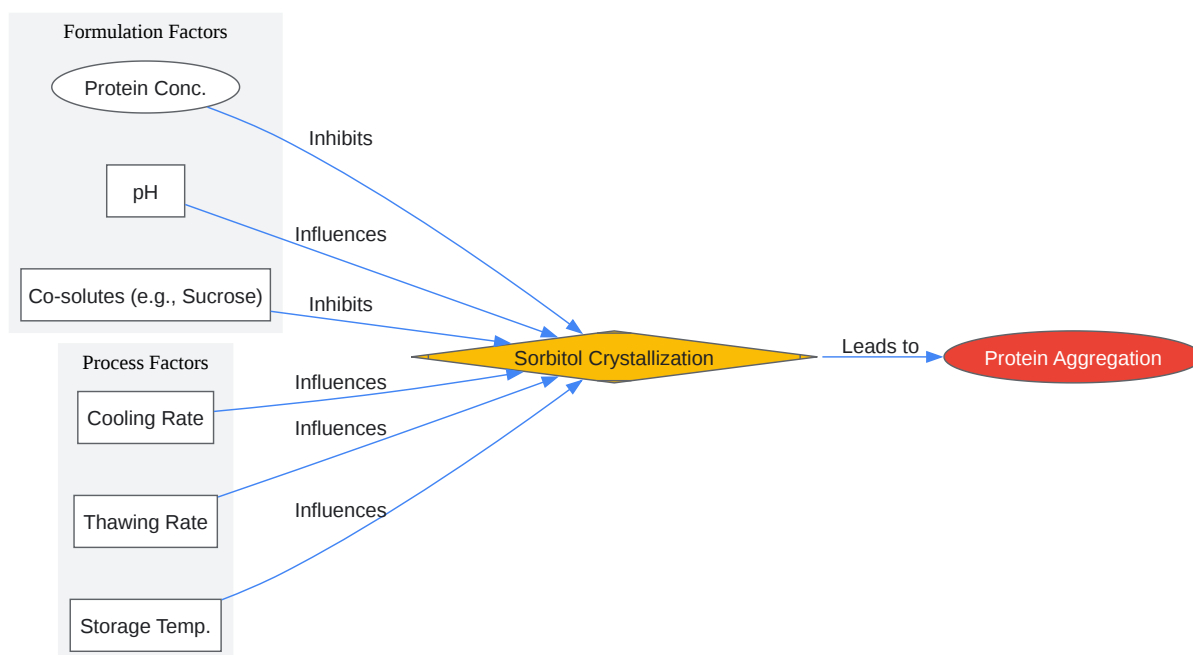 Formulation Factors
Protein Conc.
Inhibits
pH
Influences
Co-solutes (e.g., Sucrose)
Inhibits
Process Factors
Cooling Rate
Influences
Influences
Thawing Rate
Influences
Storage Temp.
Sorbitol Crystallization
Leads to
Protein Aggregation